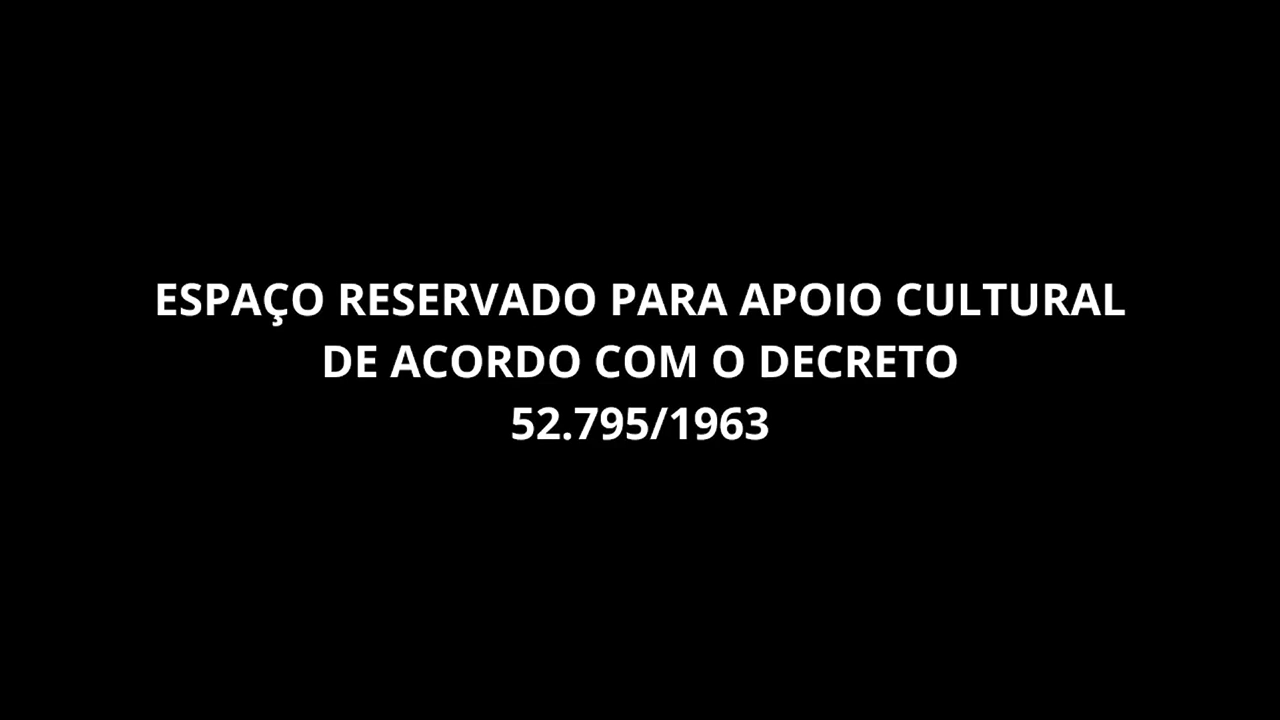 ESPAÇO RESERVADO PARA APOIO CULTURAL
DE ACORDO COM O DECRETO
52.795/1963